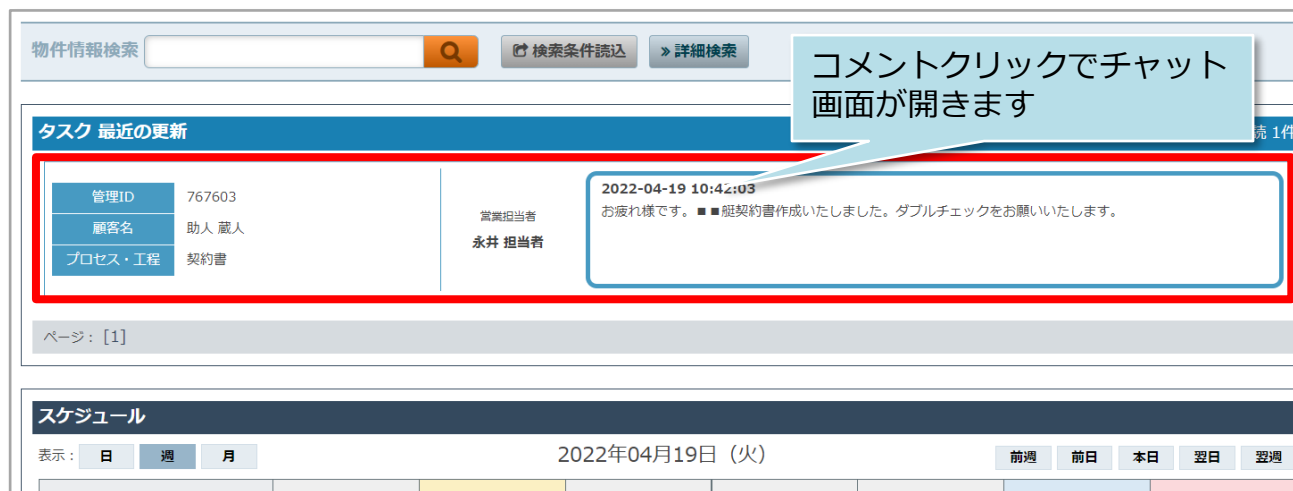 物件情報検索
検索条件読込
» 詳細検索
コメントクリックでチャット
画面が開きます
タスク 最近の更新
1件
管理ID 767603
顧客名 助人 蔵人
プロセス・工程 契約書
営業担当者
永井 担当者
2022-04-19 10:42:03
お疲れ様です。■■艇契約書作成いたしました。ダブルチェックをお願いいたします。
ページ： [1]
スケジュール
表示： 日 週 月
2022年04月19日（火）
前週 前日 本日 翌日 翌週